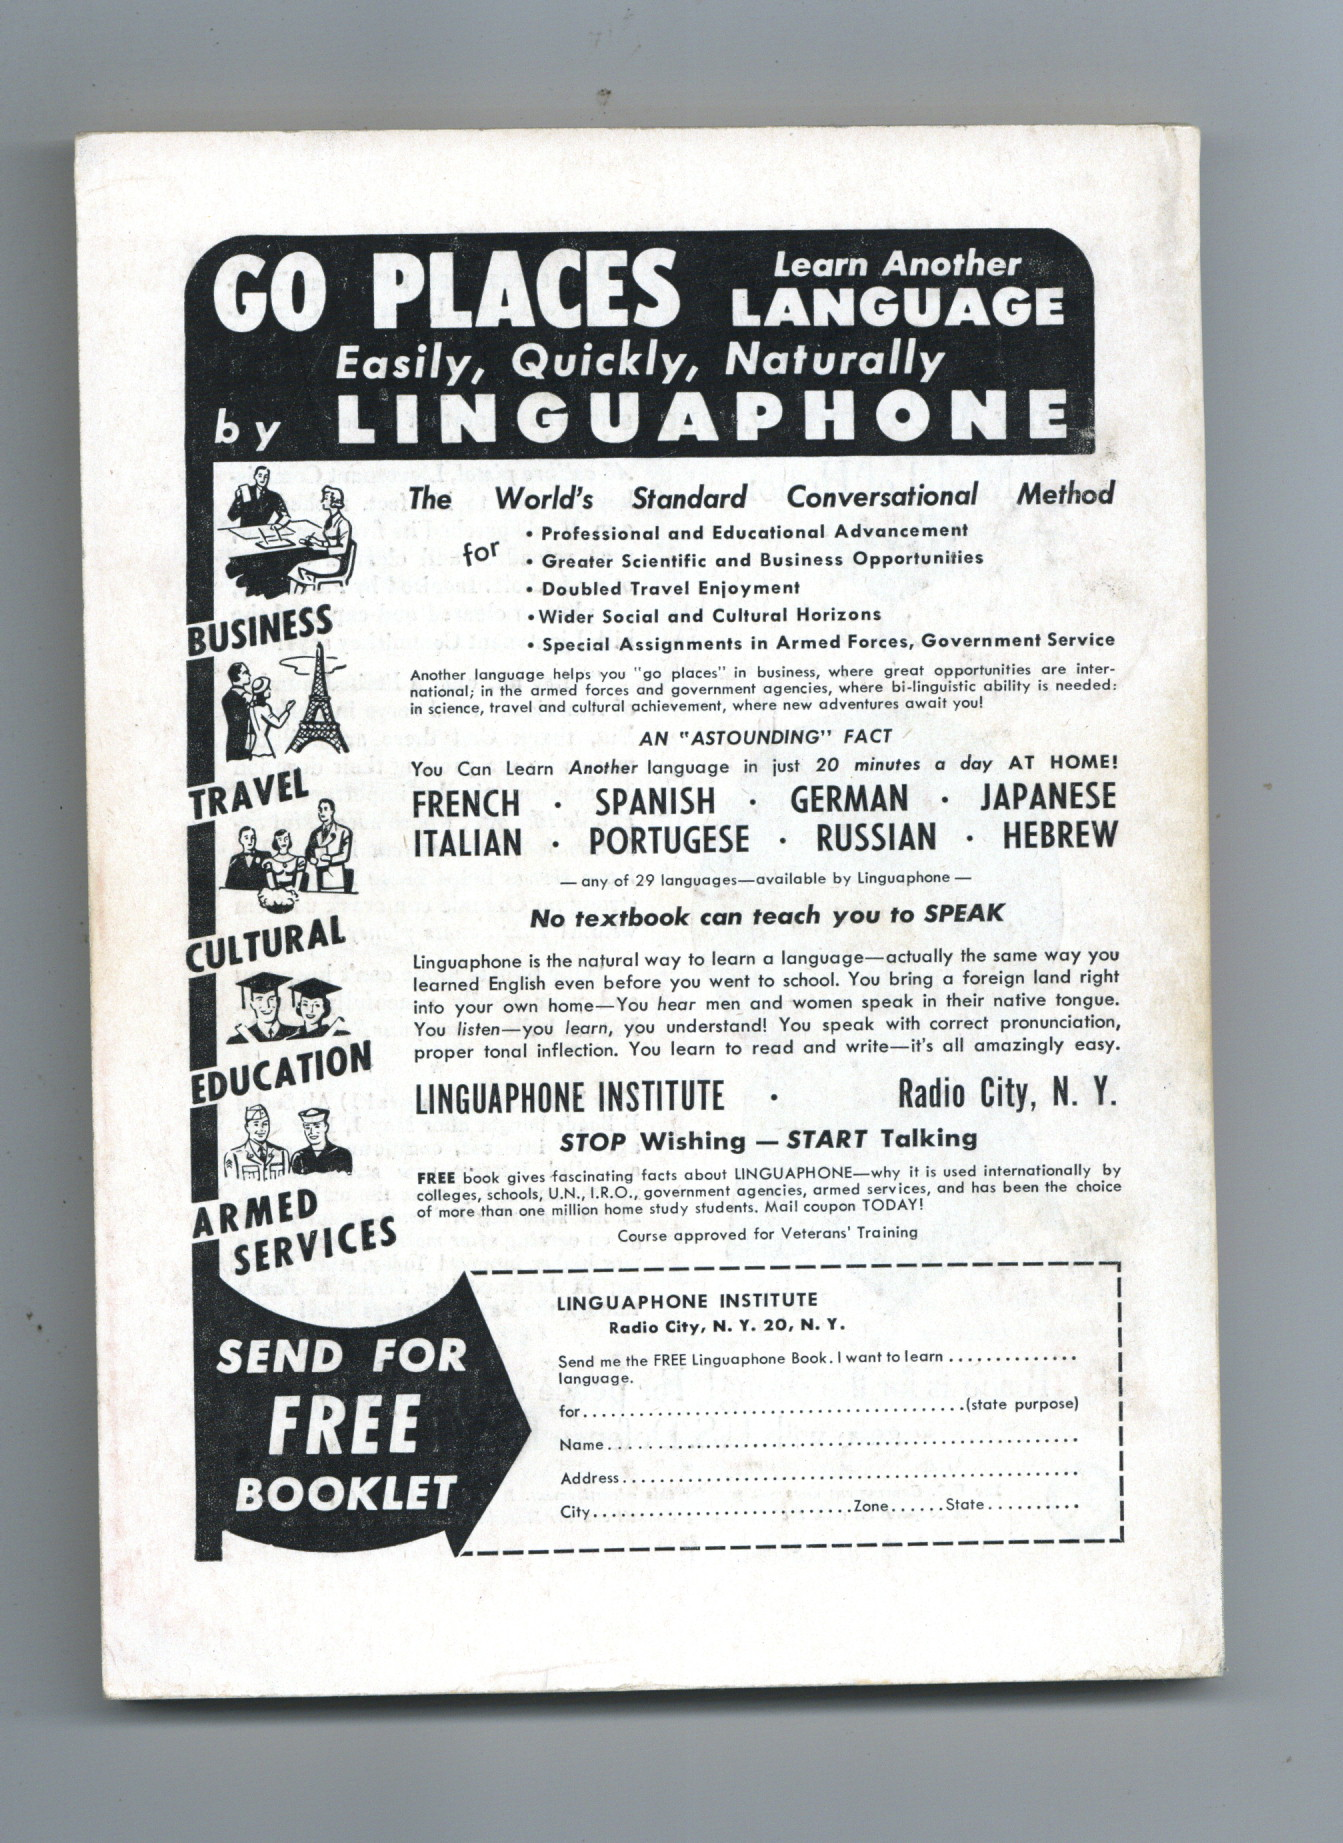 GO PLACES Learn Another
LANGUAGE
Easily, Quickly, Naturally
by LINGUAPHONE
The World's Standard Conversational Method
for
• Professional and Educational Advancement
• Greater Scientific and Business Opportunities
• Doubled Travel Enjoyment
• Wider Social and Cultural Horizons
• Special Assignments in Armed Forces, Government Service
Another language helps you "go places" in business, where great opportunities are inter-
national; in the armed forces and government agencies, where bi-linguistic ability is needed:
in science, travel and cultural achievement, where new adventures await you!
AN "ASTOUNDING" FACT
You Can Learn Another language in just 20 minutes a day AT HOME!
FRENCH · SPANISH · GERMAN · JAPANESE
ITALIAN · PORTUGESE · RUSSIAN · HEBREW
— any of 29 languages—available by Linguaphone —
No textbook can teach you to SPEAK
Linguaphone is the natural way to learn a language—actually the same way you
learned English even before you went to school. You bring a foreign land right
into your own home—You hear men and women speak in their native tongue.
You listen—you learn, you understand! You speak with correct pronunciation,
proper tonal inflection. You learn to read and write—it's all amazingly easy.
LINGUAPHONE INSTITUTE · Radio City, N. Y.
STOP Wishing — START Talking
FREE book gives fascinating facts about LINGUAPHONE—why it is used internationally by
colleges, schools, U.N., I.R.O., government agencies, armed services, and has been the choice
of more than one million home study students. Mail coupon TODAY!
Course approved for Veterans' Training
BUSINESS
TRAVEL
CULTURAL
EDUCATION
ARMED
SERVICES
SEND FOR
FREE
BOOKLET
LINGUAPHONE INSTITUTE
Radio City, N. Y. 20, N. Y.
Send me the FREE Linguaphone Book. I want to learn ..............
language.
for.............................................(state purpose)
Name.......................................................
Address.....................................................
City..............................Zone......State..........